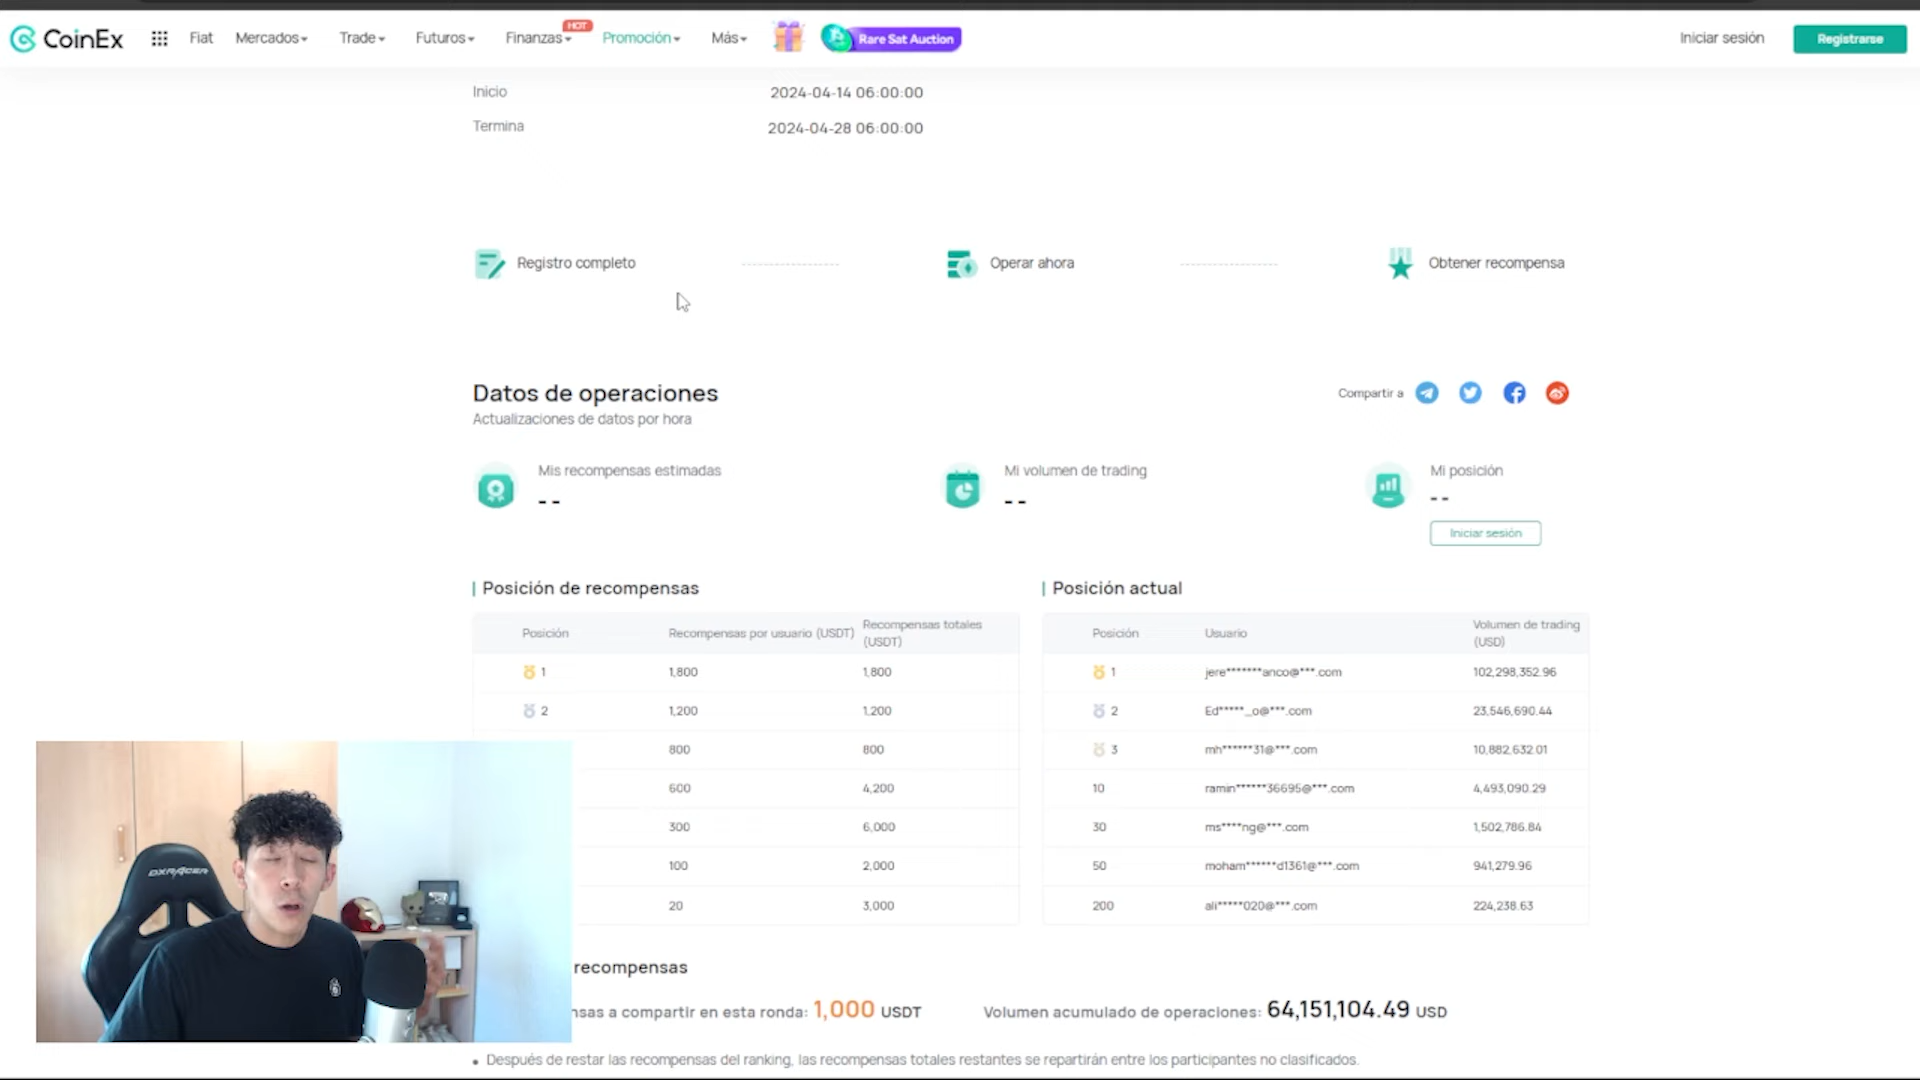 CoinEx Fiat Mercados Trade Futuros Finanzas HOT Promoción Más Rare Sat Auction Iniciar sesión Registrarse
Inicio 2024-04-14 06:00:00
Termina 2024-04-28 06:00:00
Registro completo Operar ahora Obtener recompensa
Datos de operaciones Compartir a
Actualizaciones de datos por hora
Mis recompensas estimadas Mi volumen de trading Mi posición
-- -- --
Iniciar sesión
Posición de recompensas
Posición Recompensas por usuario (USDT) Recompensas totales (USDT)
1 1,800 1,800
2 1,200 1,200
800 800
600 4,200
300 6,000
100 2,000
20 3,000
Posición actual
Posición Usuario Volumen de trading (USD)
1 jere*******anco@***.com 102,298,352.96
2 Ed*****_o@***.com 23,546,690.44
3 mh******31@***.com 10,882,632.01
10 ramin******36695@***.com 4,493,090.29
30 ms****ng@***.com 1,502,786.84
50 moham******d1361@***.com 941,279.96
200 ali*****020@***.com 224,238.63
DXRACER
recompensas
nsas a compartir en esta ronda: 1,000 USDT Volumen acumulado de operaciones: 64,151,104.49 USD
• Después de restar las recompensas del ranking, las recompensas totales restantes se repartirán entre los participantes no clasificados.